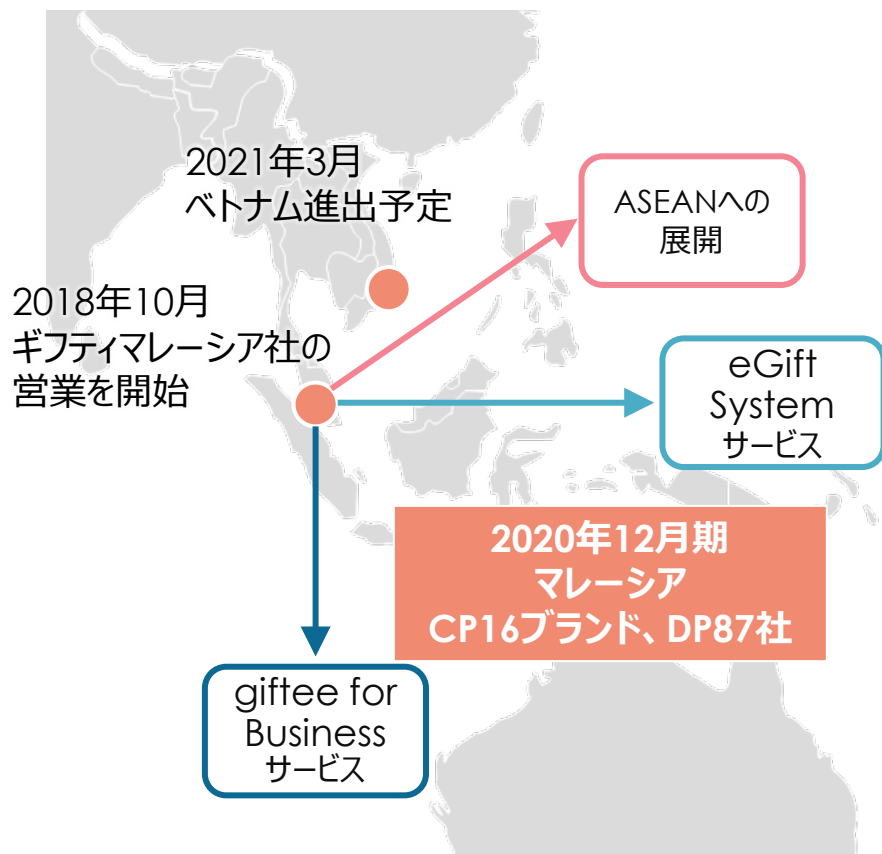 2021年3月
ベトナム進出予定
ASEANへの
展開
2018年10月
ギフティマレーシア社の
営業を開始
eGift
System
サービス
2020年12月期
マレーシア
CP16ブランド、DP87社
giftee for
Business
サービス